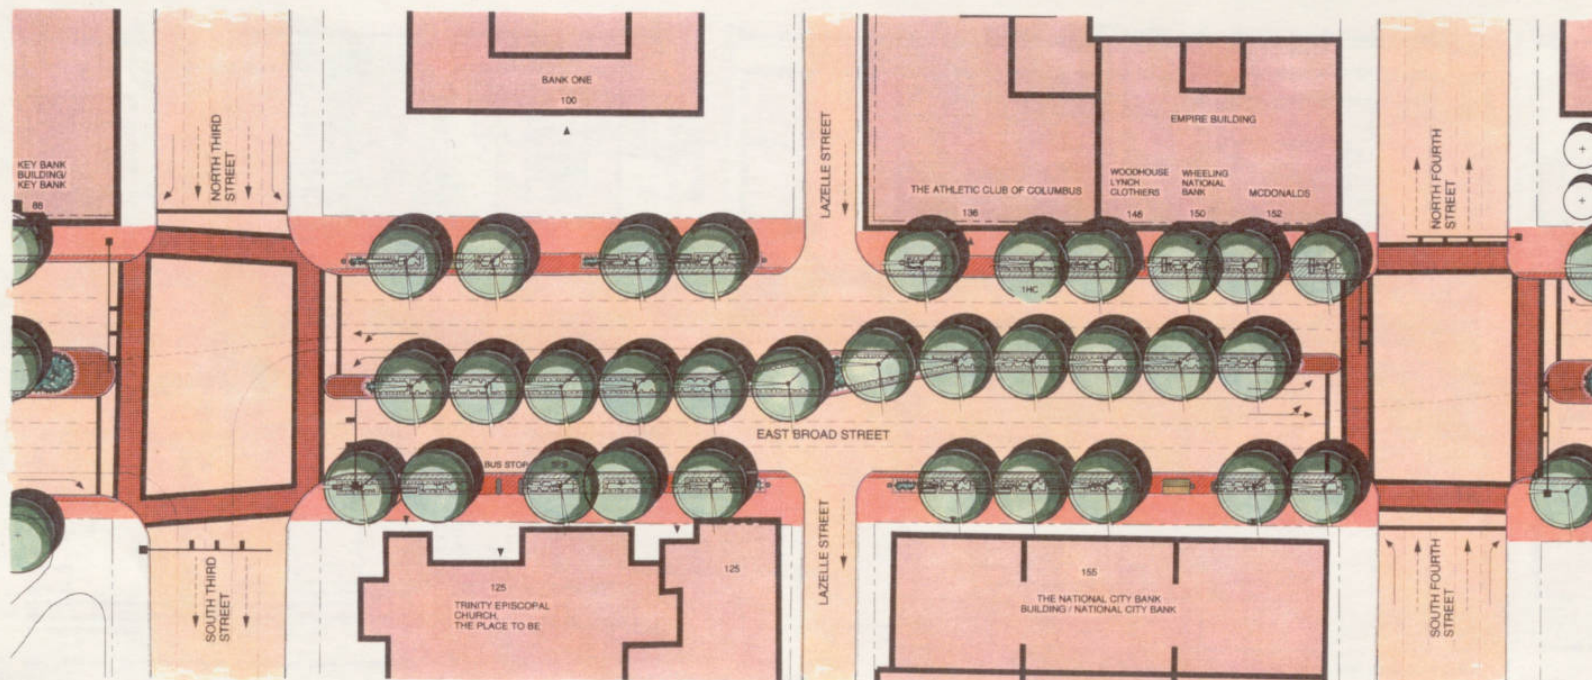 BANK ONE
100
KEY BANK
BUILDING/
KEY BANK
88
NORTH THIRD
STREET
LAZELLE STREET
THE ATHLETIC CLUB OF COLUMBUS
136
EMPIRE BUILDING
WOODHOUSE
LYNCH
CLOTHIERS
148
WHEELING
NATIONAL
BANK
150
MCDONALDS
152
NORTH FOURTH
STREET
1HC
EAST BROAD STREET
BUS STOP
SOUTH THIRD
STREET
125
TRINITY EPISCOPAL
CHURCH,
THE PLACE TO BE
125
LAZELLE STREET
155
THE NATIONAL CITY BANK
BUILDING / NATIONAL CITY BANK
SOUTH FOURTH
STREET